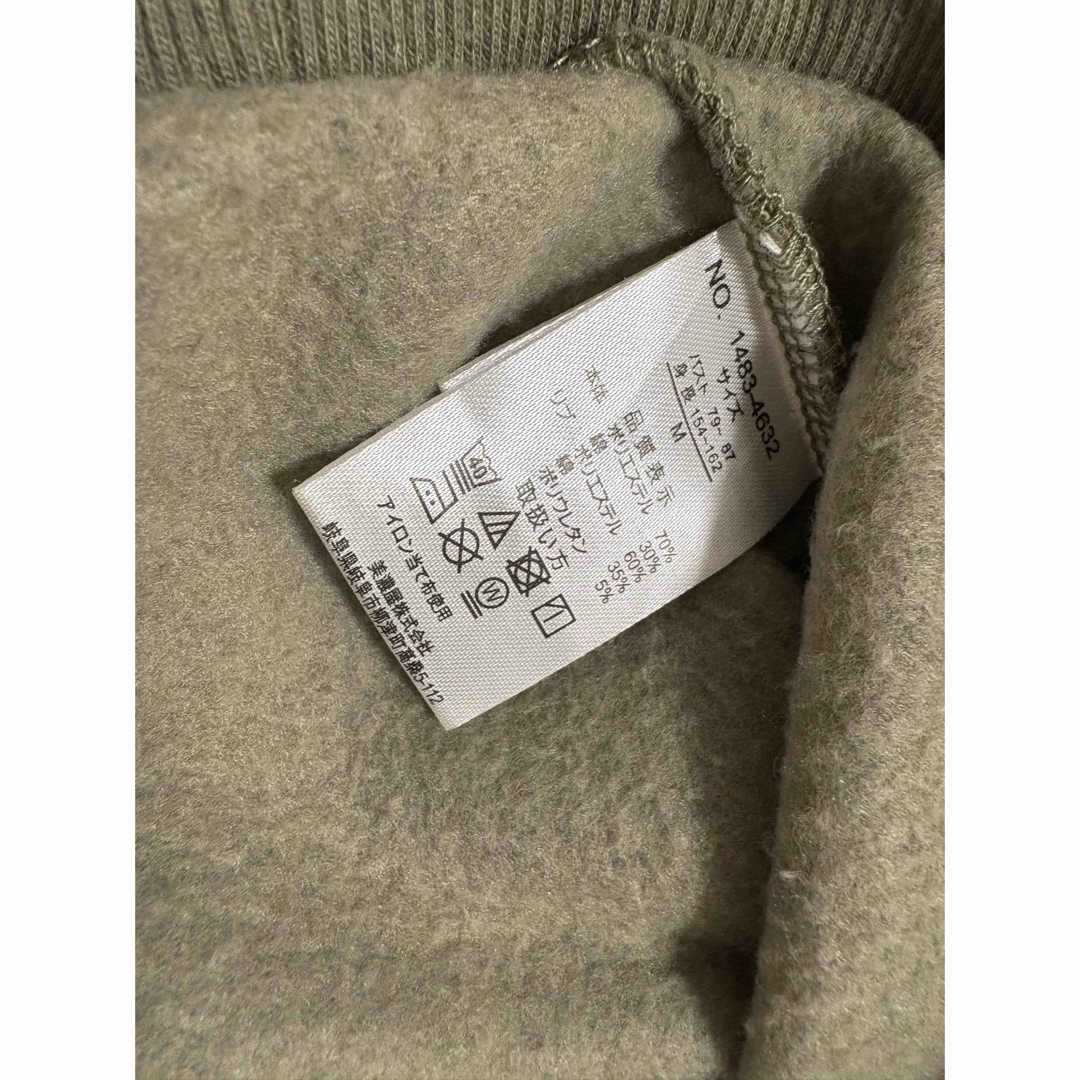 NO. 1483-4632
サイズ
バスト 79~ 87
身 長 154~162
M
品 質 表 示
本体 ポリエステル 70%
綿 30%
リブ ポリエステル 60%
綿 35%
ポリウレタン 5%
取扱い方
40
W
アイロン当て布使用
美濃屋株式会社
岐阜県岐阜市柳津町高桑5-112